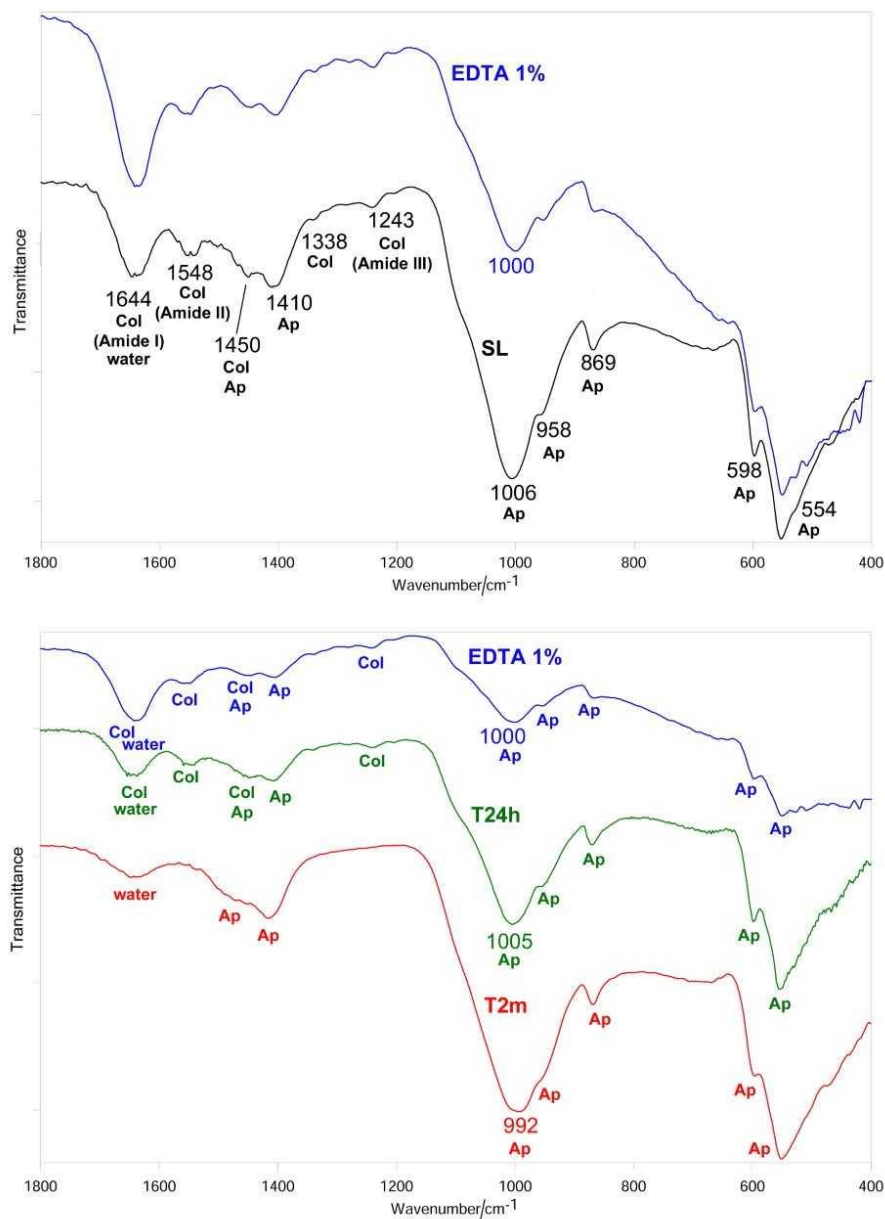 EDTA 1%
1644
Col
(Amide I)
water
1548
Col
(Amide II)
1450
Col
Ap
1410
Ap
1338
Col
1243
Col
(Amide III)
SL
1000
1006
Ap
958
Ap
869
Ap
598
Ap
554
Ap
Transmittance
1800 1600 1400 1200 1000 800 600 400
Wavenumber/cm-1
EDTA 1%
Col
water
Col
Col
Ap
Ap
Col
1000
Ap
Ap
Ap
Ap
Ap
T24h
Col
water
Col
Col
Ap
Ap
Col
1005
Ap
Ap
Ap
Ap
Ap
T2m
water
Ap
Ap
992
Ap
Ap
Ap
Ap
Ap
Transmittance
1800 1600 1400 1200 1000 800 600 400
Wavenumber/cm-1